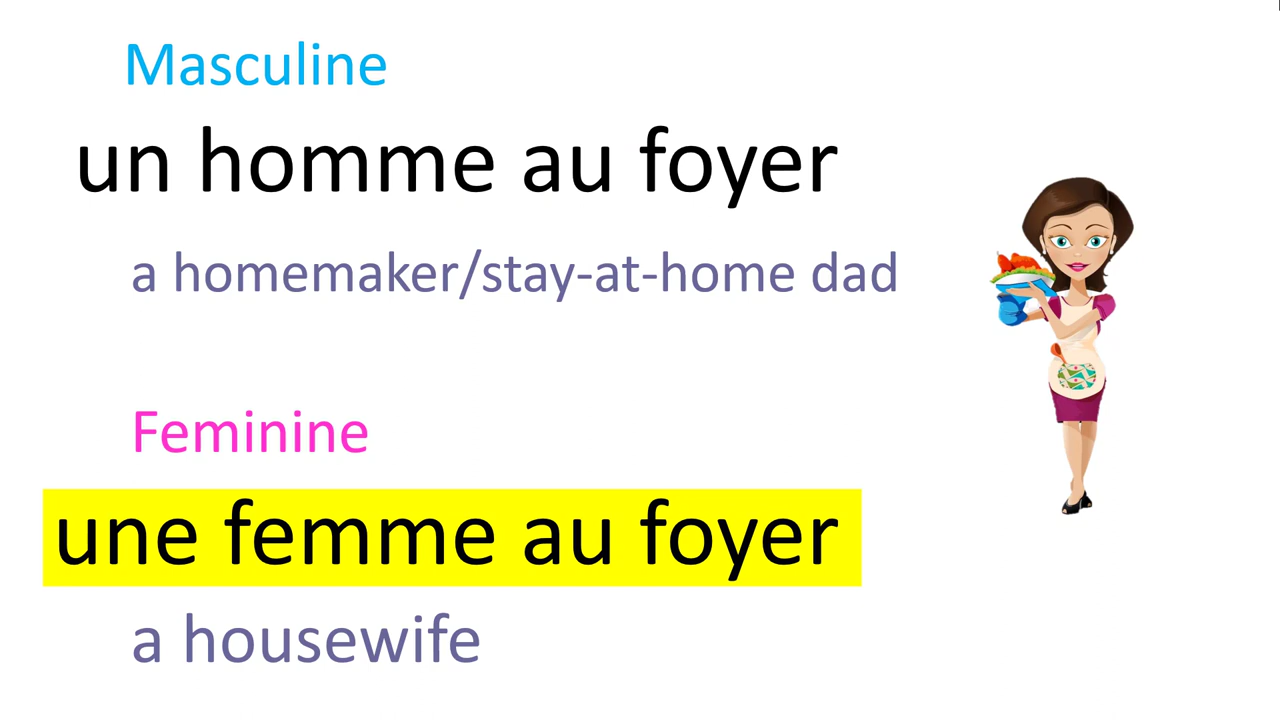 Masculine
un homme au foyer
a homemaker/stay-at-home dad
Feminine
une femme au foyer
a housewife